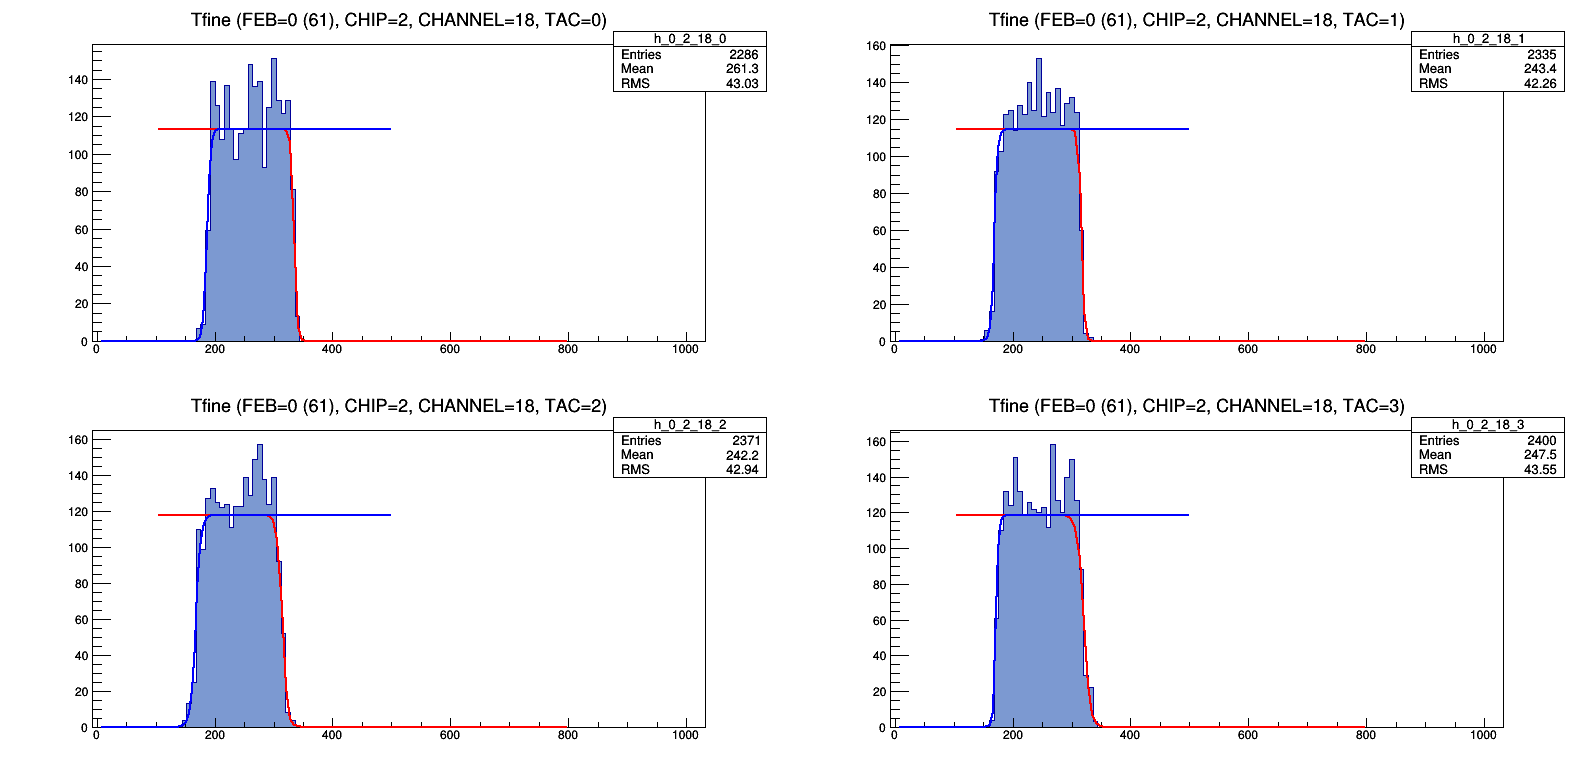 Tfine (FEB=0 (61), CHIP=2, CHANNEL=18, TAC=0)
h_0_2_18_0
Entries 2286
Mean 261.3
RMS 43.03
140
120
100
80
60
40
20
0
0 200 400 600 800 1000
Tfine (FEB=0 (61), CHIP=2, CHANNEL=18, TAC=1)
h_0_2_18_1
Entries 2335
Mean 243.4
RMS 42.26
160
140
120
100
80
60
40
20
0
0 200 400 600 800 1000
Tfine (FEB=0 (61), CHIP=2, CHANNEL=18, TAC=2)
h_0_2_18_2
Entries 2371
Mean 242.2
RMS 42.94
160
140
120
100
80
60
40
20
0
0 200 400 600 800 1000
Tfine (FEB=0 (61), CHIP=2, CHANNEL=18, TAC=3)
h_0_2_18_3
Entries 2400
Mean 247.5
RMS 43.55
160
140
120
100
80
60
40
20
0
0 200 400 600 800 1000